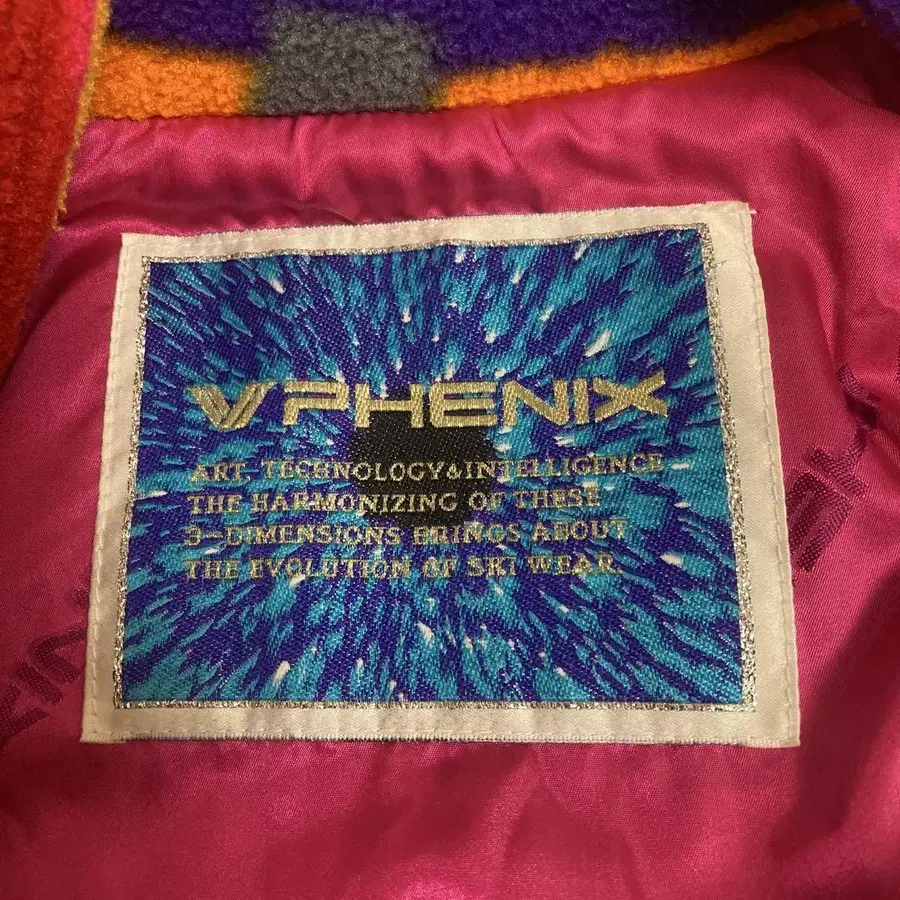 PHENIX
ART, TECHNOLOGY&INTELLIGENCE
THE HARMONIZING OF THESE
3-DIMENSIONS BRINGS ABOUT
THE EVOLUTION OF SKI WEAR.